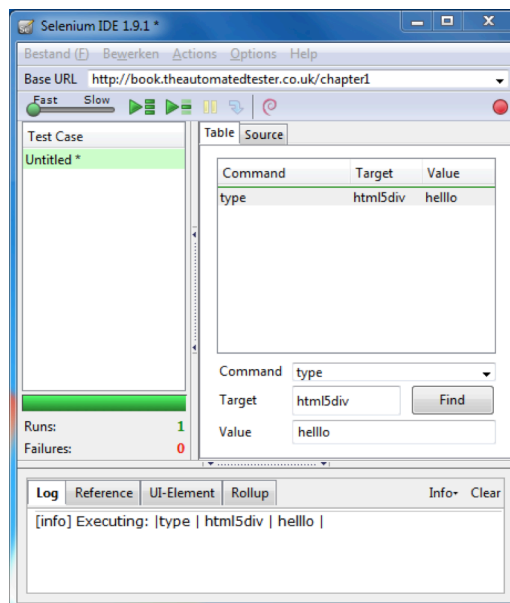 Selenium IDE 1.9.1 *
Bestand (F) Bewerken Actions Options Help
Base URL http://book.theautomatedtester.co.uk/chapter1
Fast Slow
Test Case
Untitled *
Runs: 1
Failures: 0
Table Source
Command Target Value
type html5div helllo
Command type
Target html5div Find
Value helllo
Log Reference UI-Element Rollup Info Clear
[info] Executing: |type | html5div | helllo |